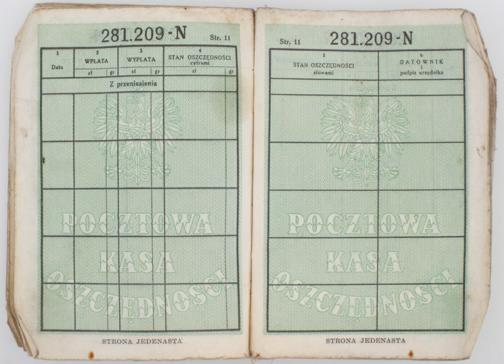 281.209-N Str. 11
1 2 3 4
Data WPŁATA WYPŁATA STAN OSZCZĘDNOŚCI
cyframi
zł gr zł gr zł gr
Z przeniesienia
POCZTOWA
KASA
OSZCZĘDNOŚCI
STRONA JEDENASTA
Str. 11 281.209-N
5 6
STAN OSZCZĘDNOŚCI DATOWNIK
słowami i
podpis urzędnika
POCZTOWA
KASA
OSZCZĘDNOŚCI
STRONA JEDENASTA